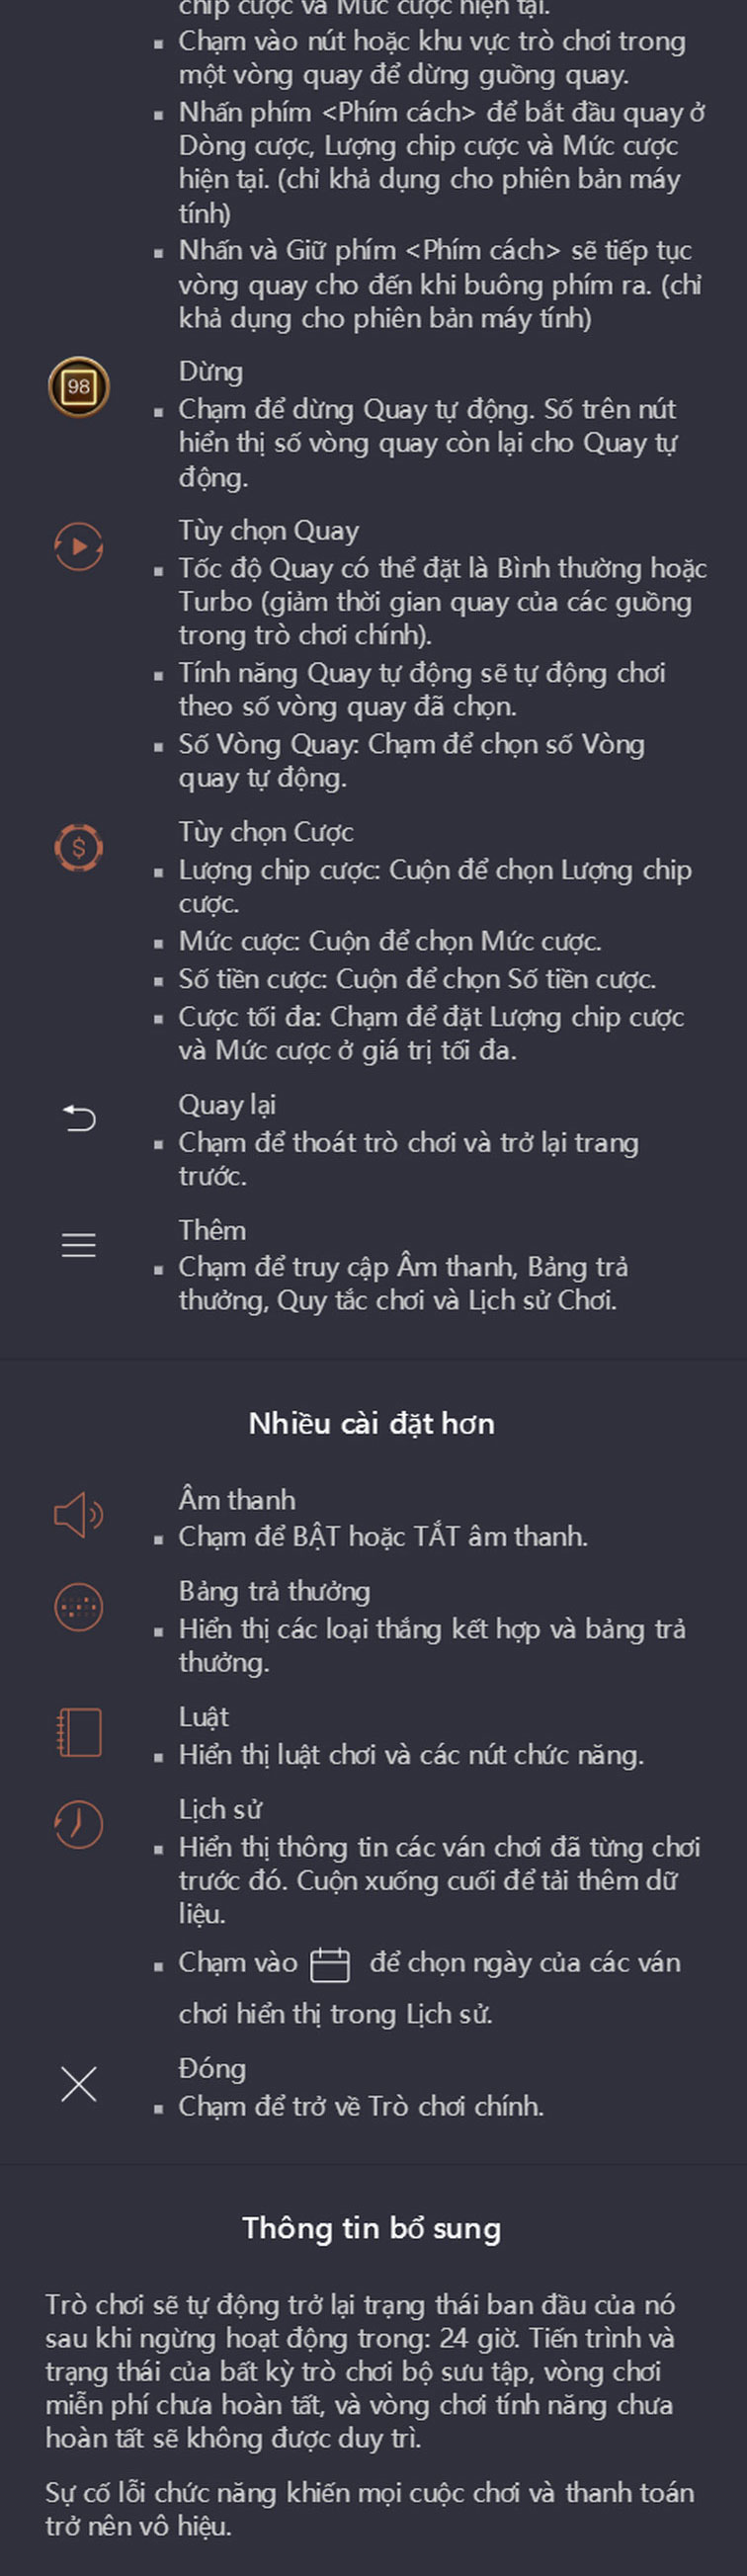 chip cược và Mức cược hiện tại.
▪ Chạm vào nút hoặc khu vực trò chơi trong
một vòng quay để dừng guồng quay.
▪ Nhấn phím <Phím cách> để bắt đầu quay ở
Dòng cược, Lượng chip cược và Mức cược
hiện tại. (chỉ khả dụng cho phiên bản máy
tính)
▪ Nhấn và Giữ phím <Phím cách> sẽ tiếp tục
vòng quay cho đến khi buông phím ra. (chỉ
khả dụng cho phiên bản máy tính)
98
Dừng
▪ Chạm để dừng Quay tự động. Số trên nút
hiển thị số vòng quay còn lại cho Quay tự
động.
Tùy chọn Quay
▪ Tốc độ Quay có thể đặt là Bình thường hoặc
Turbo (giảm thời gian quay của các guồng
trong trò chơi chính).
▪ Tính năng Quay tự động sẽ tự động chơi
theo số vòng quay đã chọn.
▪ Số Vòng Quay: Chạm để chọn số Vòng
quay tự động.
$
Tùy chọn Cược
▪ Lượng chip cược: Cuộn để chọn Lượng chip
cược.
▪ Mức cược: Cuộn để chọn Mức cược.
▪ Số tiền cược: Cuộn để chọn Số tiền cược.
▪ Cược tối đa: Chạm để đặt Lượng chip cược
và Mức cược ở giá trị tối đa.
Quay lại
▪ Chạm để thoát trò chơi và trở lại trang
trước.
Thêm
▪ Chạm để truy cập Âm thanh, Bảng trả
thưởng, Quy tắc chơi và Lịch sử Chơi.
Nhiều cài đặt hơn
Âm thanh
▪ Chạm để BẬT hoặc TẮT âm thanh.
Bảng trả thưởng
▪ Hiển thị các loại thắng kết hợp và bảng trả
thưởng.
Luật
▪ Hiển thị luật chơi và các nút chức năng.
Lịch sử
▪ Hiển thị thông tin các ván chơi đã từng chơi
trước đó. Cuộn xuống cuối để tải thêm dữ
liệu.
▪ Chạm vào để chọn ngày của các ván
chơi hiển thị trong Lịch sử.
Đóng
▪ Chạm để trở về Trò chơi chính.
Thông tin bổ sung
Trò chơi sẽ tự động trở lại trạng thái ban đầu của nó
sau khi ngừng hoạt động trong: 24 giờ. Tiến trình và
trạng thái của bất kỳ trò chơi bộ sưu tập, vòng chơi
miễn phí chưa hoàn tất, và vòng chơi tính năng chưa
hoàn tất sẽ không được duy trì.
Sự cố lỗi chức năng khiến mọi cuộc chơi và thanh toán
trở nên vô hiệu.